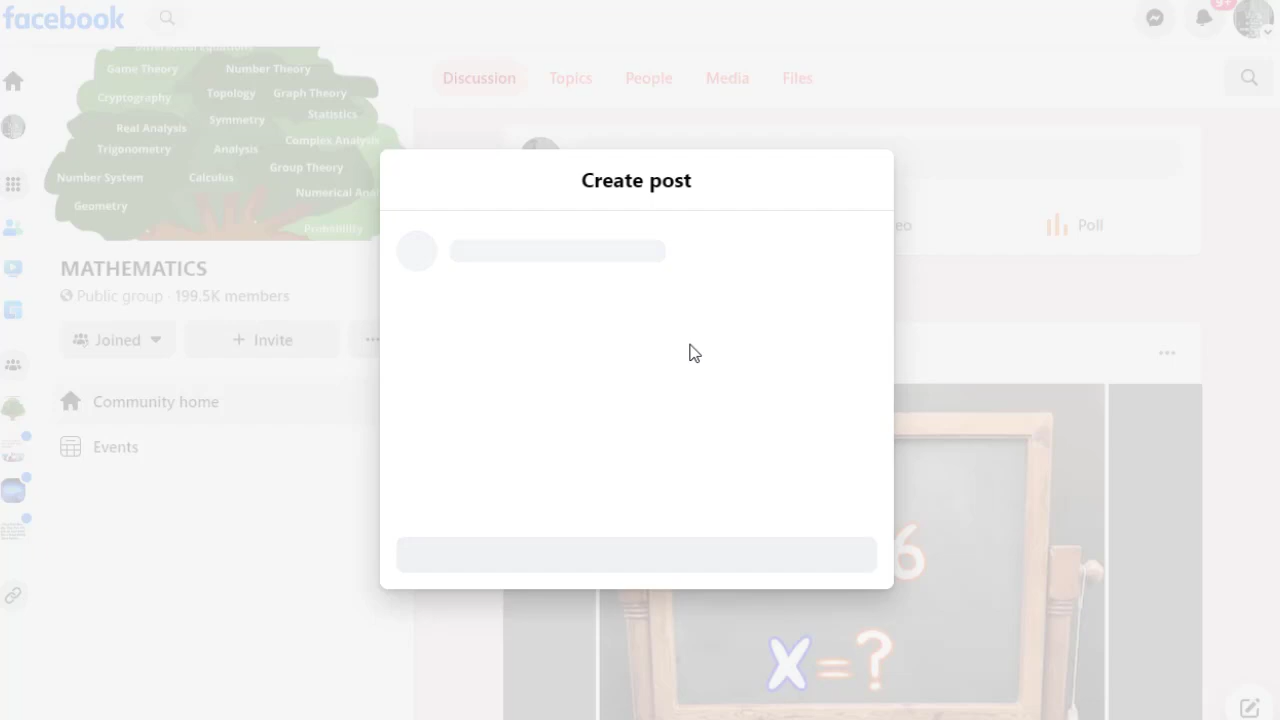 facebook
9+
Differential Equations
Game Theory
Number Theory
Cryptography
Topology
Graph Theory
Statistics
Real Analysis
Symmetry
Complex Analysis
Trigonometry
Analysis
Group Theory
Number System
Calculus
Numerical Ana
Geometry
Probability
Discussion
Topics
People
Media
Files
Create post
eo
Poll
MATHEMATICS
Public group · 199.5K members
Joined
+ Invite
Community home
Events
6
x=?